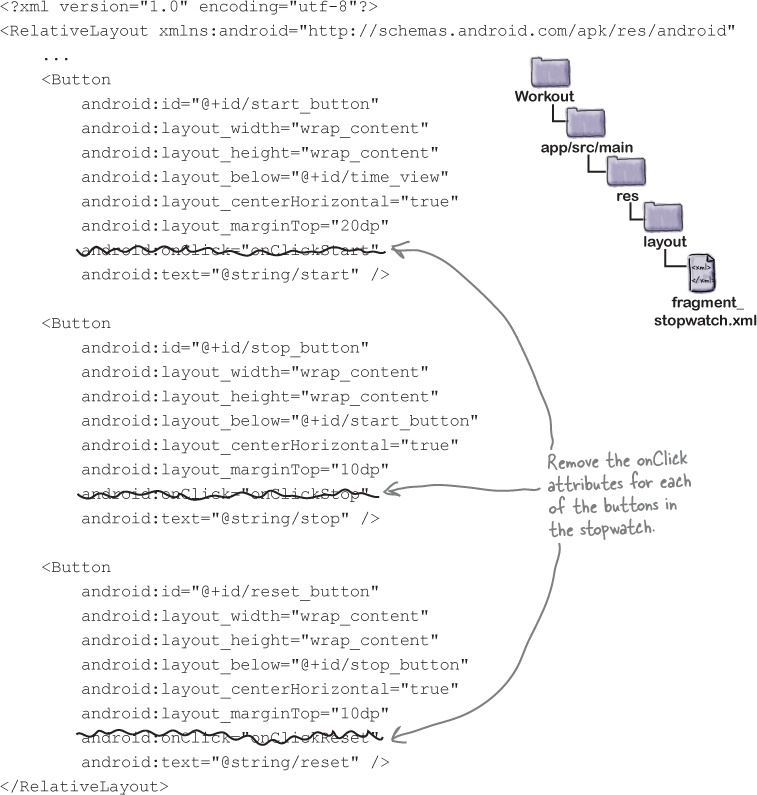 <?xml version="1.0" encoding="utf-8"?>
<RelativeLayout xmlns:android="http://schemas.android.com/apk/res/android"
...
<Button
android:id="@+id/start_button"
android:layout_width="wrap_content"
android:layout_height="wrap_content"
android:layout_below="@+id/time_view"
android:layout_centerHorizontal="true"
android:layout_marginTop="20dp"
android:onClick="onClickStart"
android:text="@string/start" />
<Button
android:id="@+id/stop_button"
android:layout_width="wrap_content"
android:layout_height="wrap_content"
android:layout_below="@+id/start_button"
android:layout_centerHorizontal="true"
android:layout_marginTop="10dp"
android:onClick="onClickStop"
android:text="@string/stop" />
<Button
android:id="@+id/reset_button"
android:layout_width="wrap_content"
android:layout_height="wrap_content"
android:layout_below="@+id/stop_button"
android:layout_centerHorizontal="true"
android:layout_marginTop="10dp"
android:onClick="onClickReset"
android:text="@string/reset" />
</RelativeLayout>
Workout
app/src/main
res
layout
<xml>
</xml>
fragment_
stopwatch.xml
Remove the onClick
attributes for each
of the buttons in
the stopwatch.